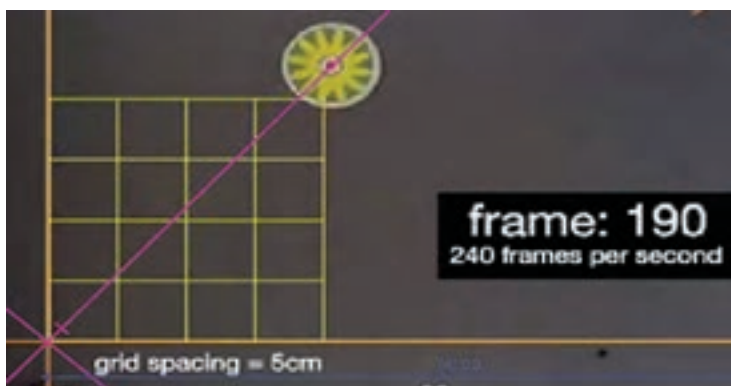 frame: 190
240 frames per second
grid spacing = 5cm